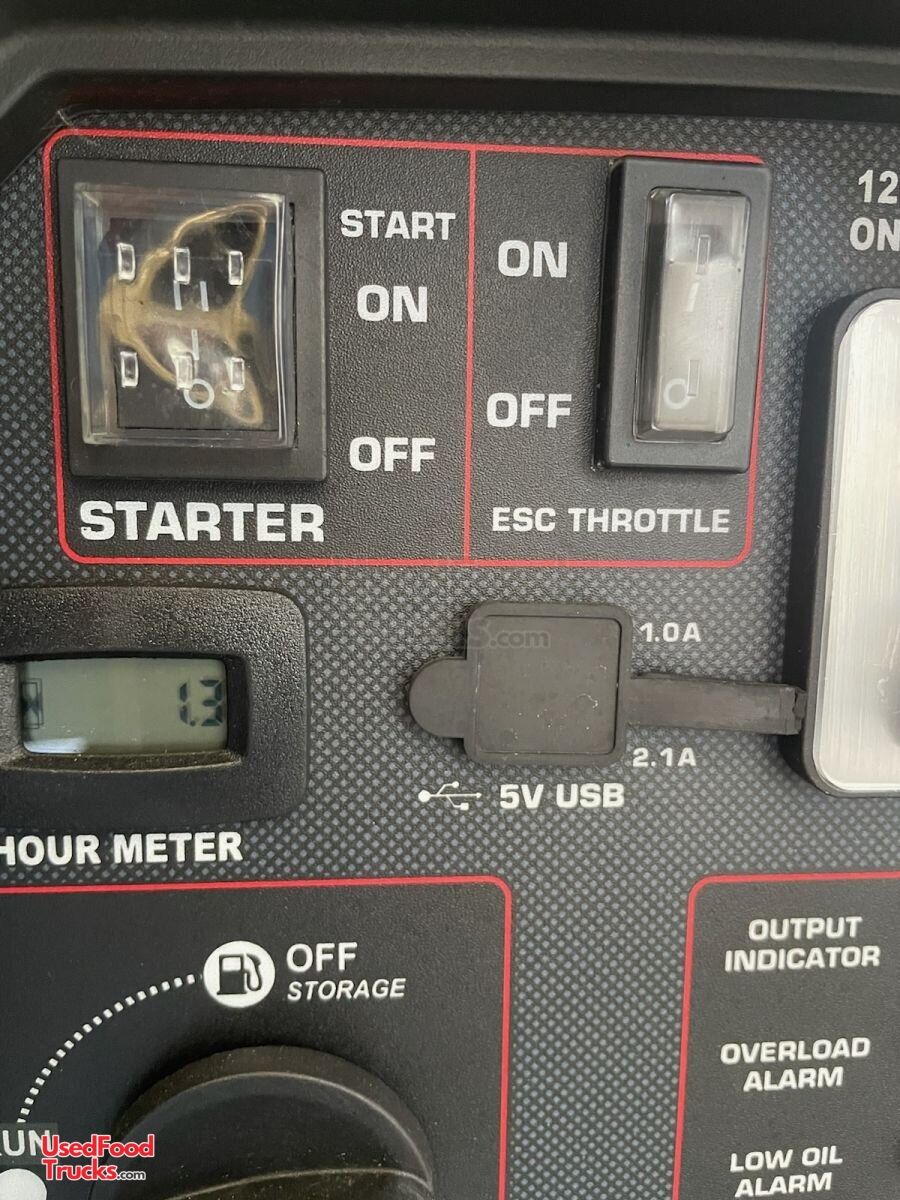 START
ON
OFF
STARTER
ON
OFF
ESC THROTTLE
12
ON
1.3
HOUR METER
1.0A
2.1A
5V USB
OFF
STORAGE
OUTPUT
INDICATOR
OVERLOAD
ALARM
LOW OIL
ALARM
UN
UsedFood
Trucks.com